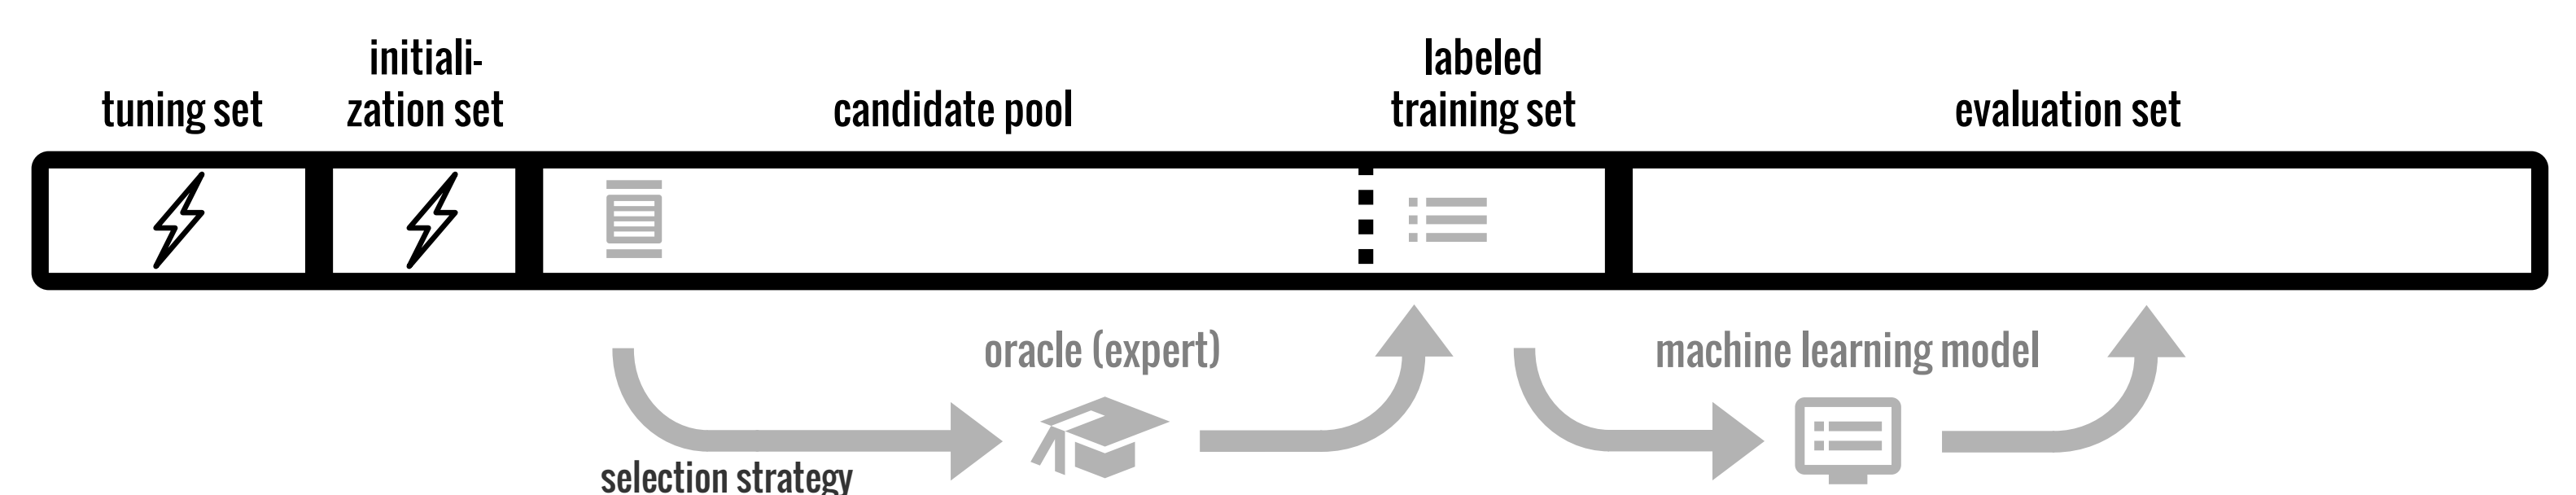 tuning set
initiali-
zation set
candidate pool
labeled
training set
evaluation set
oracle (expert)
machine learning model
selection strategy